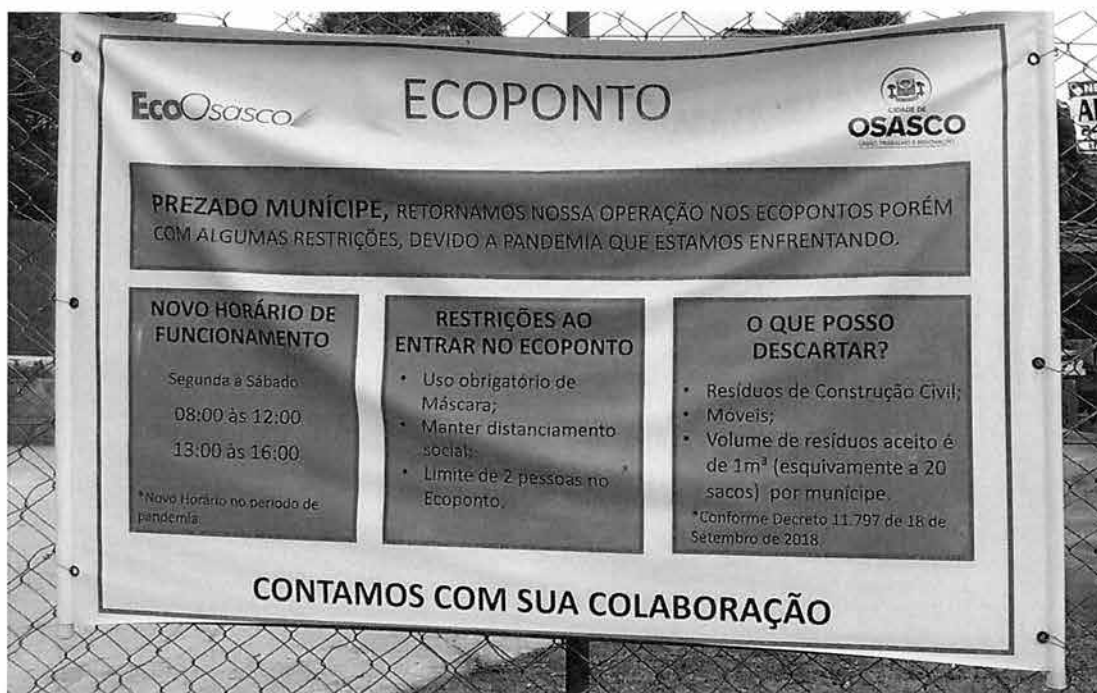 ECOPONTO
EcoOsasco
CIDADE DE
OSASCO
PREZADO MUNÍCIPE, RETORNAMOS NOSSA OPERAÇÃO NOS ECOPONTOS PORÉM
COM ALGUMAS RESTRIÇÕES, DEVIDO A PANDEMIA QUE ESTAMOS ENFRENTANDO.
NOVO HORÁRIO DE
FUNCIONAMENTO
Segunda à Sábado
08:00 às 12:00
13:00 às 16:00
*Novo Horário no período de
pandemia.
RESTRIÇÕES AO
ENTRAR NO ECOPONTO
• Uso obrigatório de
Máscara;
• Manter distanciamento
social;
• Limite de 2 pessoas no
Ecoponto.
O QUE POSSO
DESCARTAR?
• Resíduos de Construção Civil;
• Móveis;
• Volume de resíduos aceito é
de 1m³ (esquivamente a 20
sacos) por munícipe.
*Conforme Decreto 11.797 de 18 de
Setembro de 2018.
CONTAMOS COM SUA COLABORAÇÃO